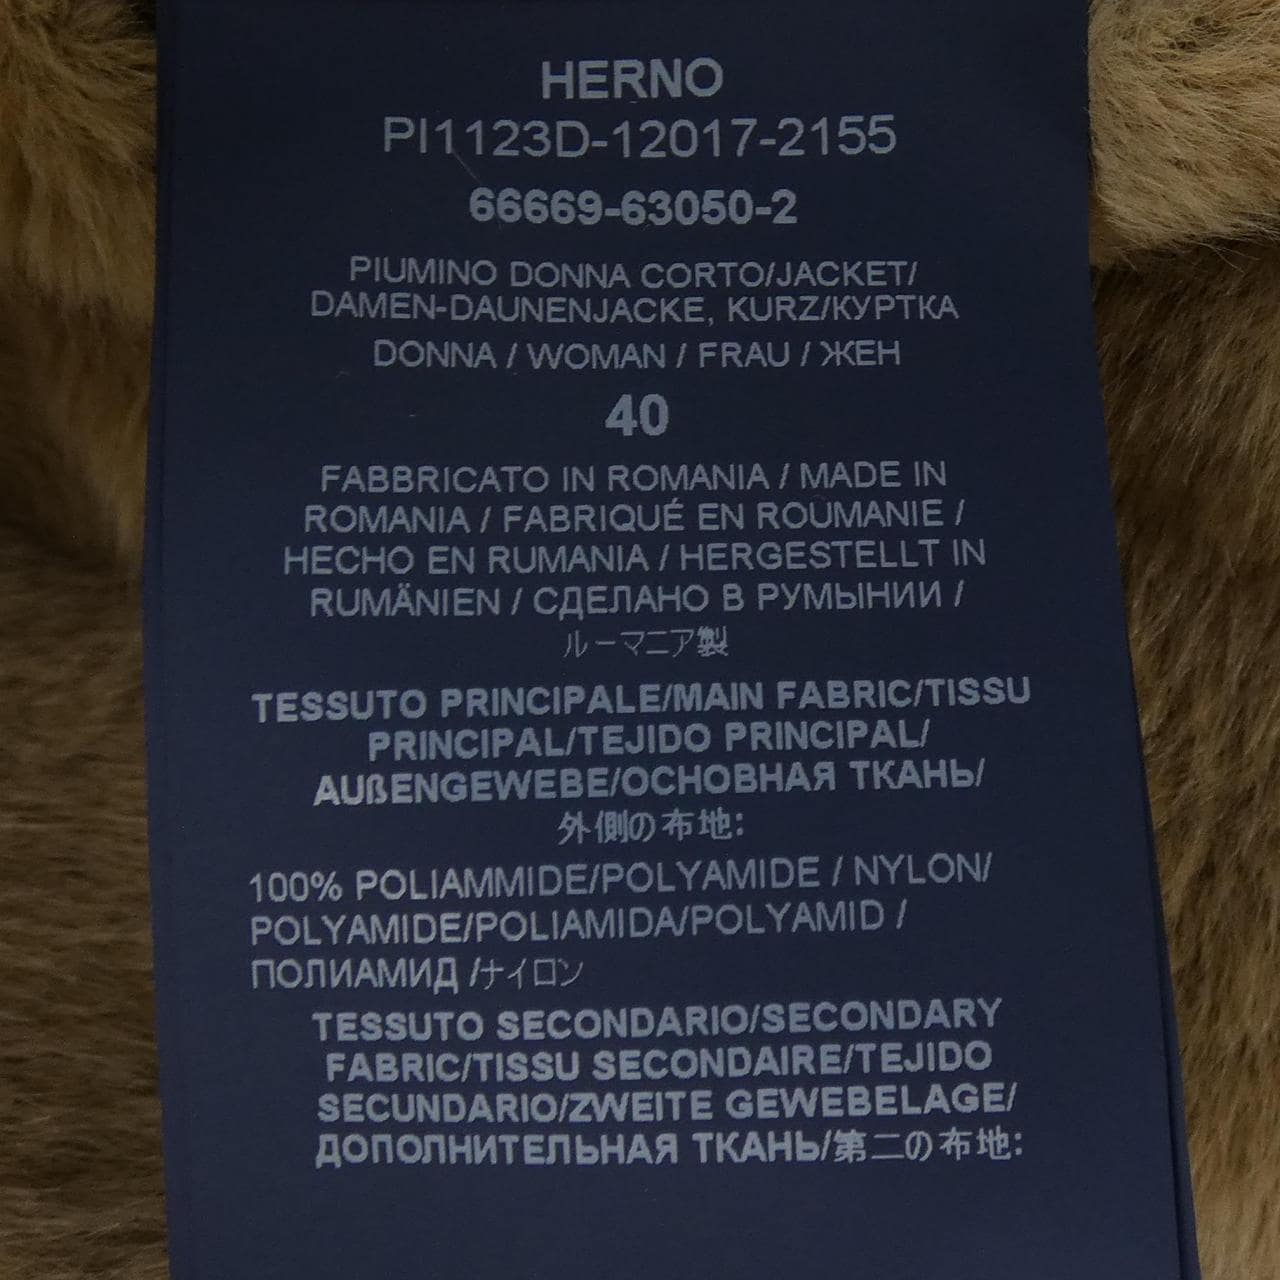 HERNO
PI1123D-12017-2155
66669-63050-2
PIUMINO DONNA CORTO/JACKET/
DAMEN-DAUNENJACKE, KURZ/КУРТКА
DONNA / WOMAN / FRAU / ЖЕН
40
FABBRICATO IN ROMANIA / MADE IN
ROMANIA / FABRIQUÉ EN ROUMANIE /
HECHO EN RUMANIA / HERGESTELLT IN
RUMÄNIEN / СДЕЛАНО В РУМЫНИИ /
ルーマニア製
TESSUTO PRINCIPALE/MAIN FABRIC/TISSU
PRINCIPAL/TEJIDO PRINCIPAL/
AUßENGEWEBE/ОСНОВНАЯ ТКАНЬ/
外側の布地:
100% POLIAMMIDE/POLYAMIDE / NYLON/
POLYAMIDE/POLIAMIDA/POLYAMID /
ПОЛИАМИД /ナイロン
TESSUTO SECONDARIO/SECONDARY
FABRIC/TISSU SECONDAIRE/TEJIDO
SECUNDARIO/ZWEITE GEWEBELAGE/
ДОПОЛНИТЕЛЬНАЯ ТКАНЬ/第二の布地: